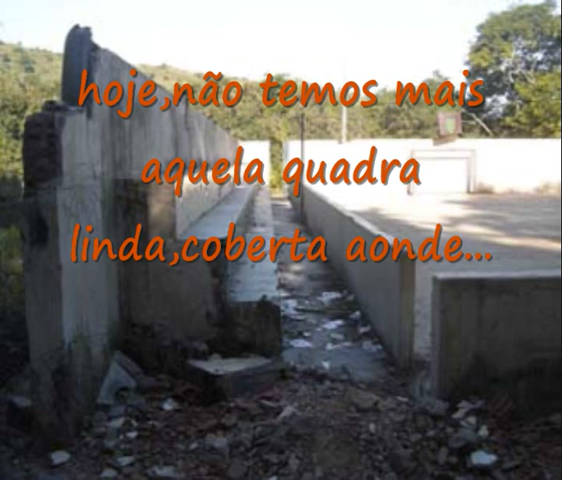 hoje,não temos mais
aquela quadra
linda,coberta aonde...